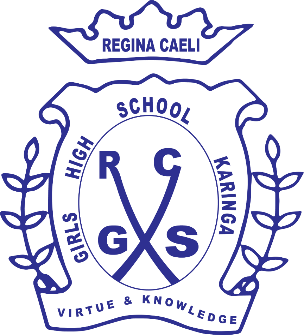 REGINA CAELI
GIRLS HIGH SCHOOL KARINGA
R C
G S
VIRTUE & KNOWLEDGE